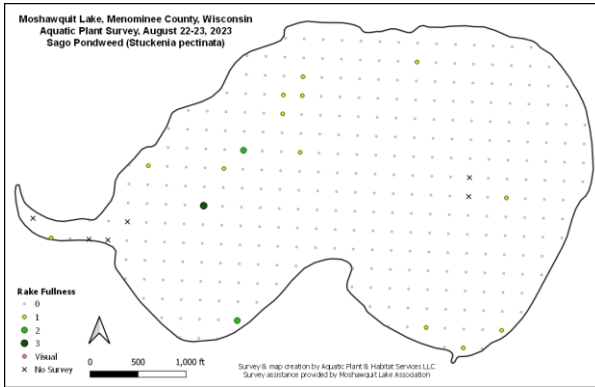 Moshawquit Lake, Menominee County, Wisconsin
Aquatic Plant Survey, August 22-23, 2023
Sago Pondweed (Stuckenia pectinata)
Rake Fullness
0
1
2
3
Visual
No Survey
0 500 1,000 ft
Survey & map creation by Aquatic Plant & Habitat Services LLC
Survey assistance provided by Moshawquit Lake Association